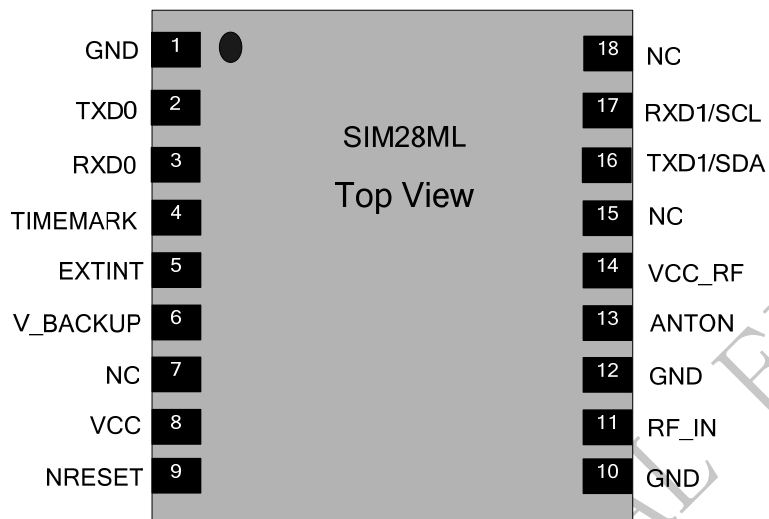 GND 1 18 NC
TXD0 2 17 RXD1/SCL
SIM28ML
RXD0 3 16 TXD1/SDA
Top View
TIMEMARK 4 15 NC
EXTINT 5 14 VCC_RF
V_BACKUP 6 13 ANTON
NC 7 12 GND
VCC 8 11 RF_IN
NRESET 9 10 GND